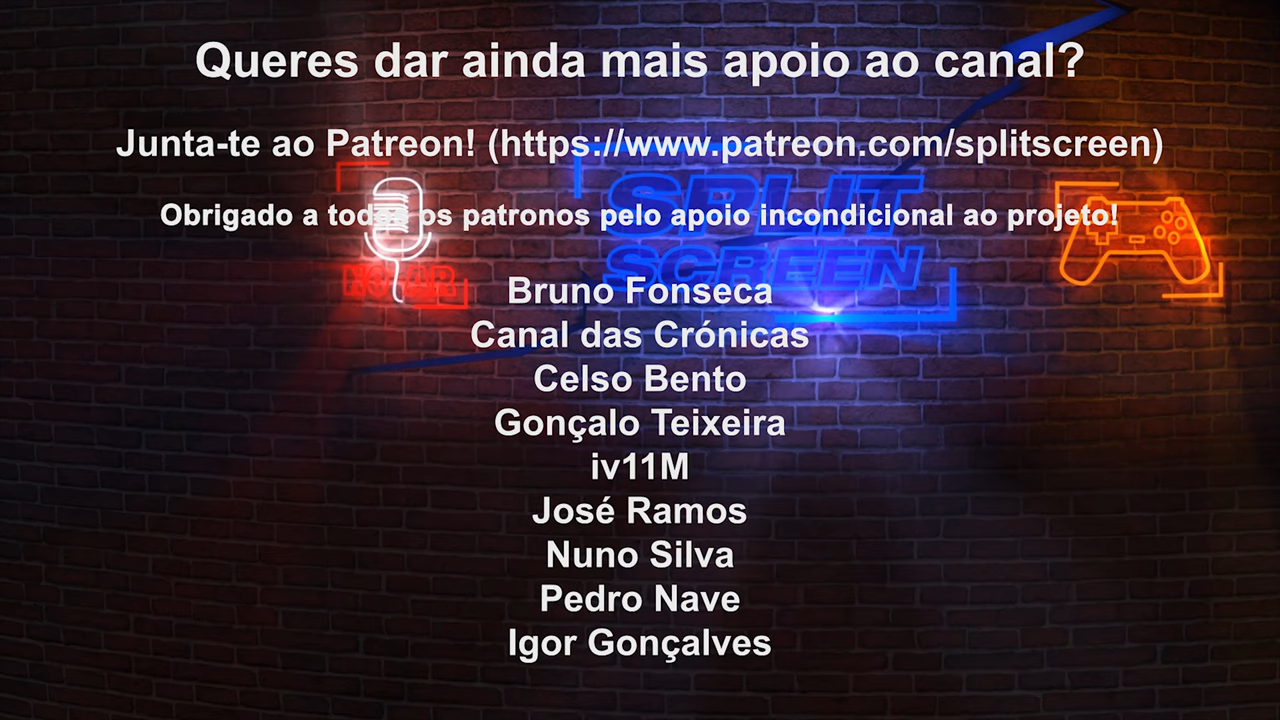 Queres dar ainda mais apoio ao canal?
Junta-te ao Patreon! (https://www.patreon.com/splitscreen)
Obrigado a todos os patronos pelo apoio incondicional ao projeto!
SPLIT
SCREEN
Bruno Fonseca
Canal das Crónicas
Celso Bento
Gonçalo Teixeira
iv11M
José Ramos
Nuno Silva
Pedro Nave
Igor Gonçalves